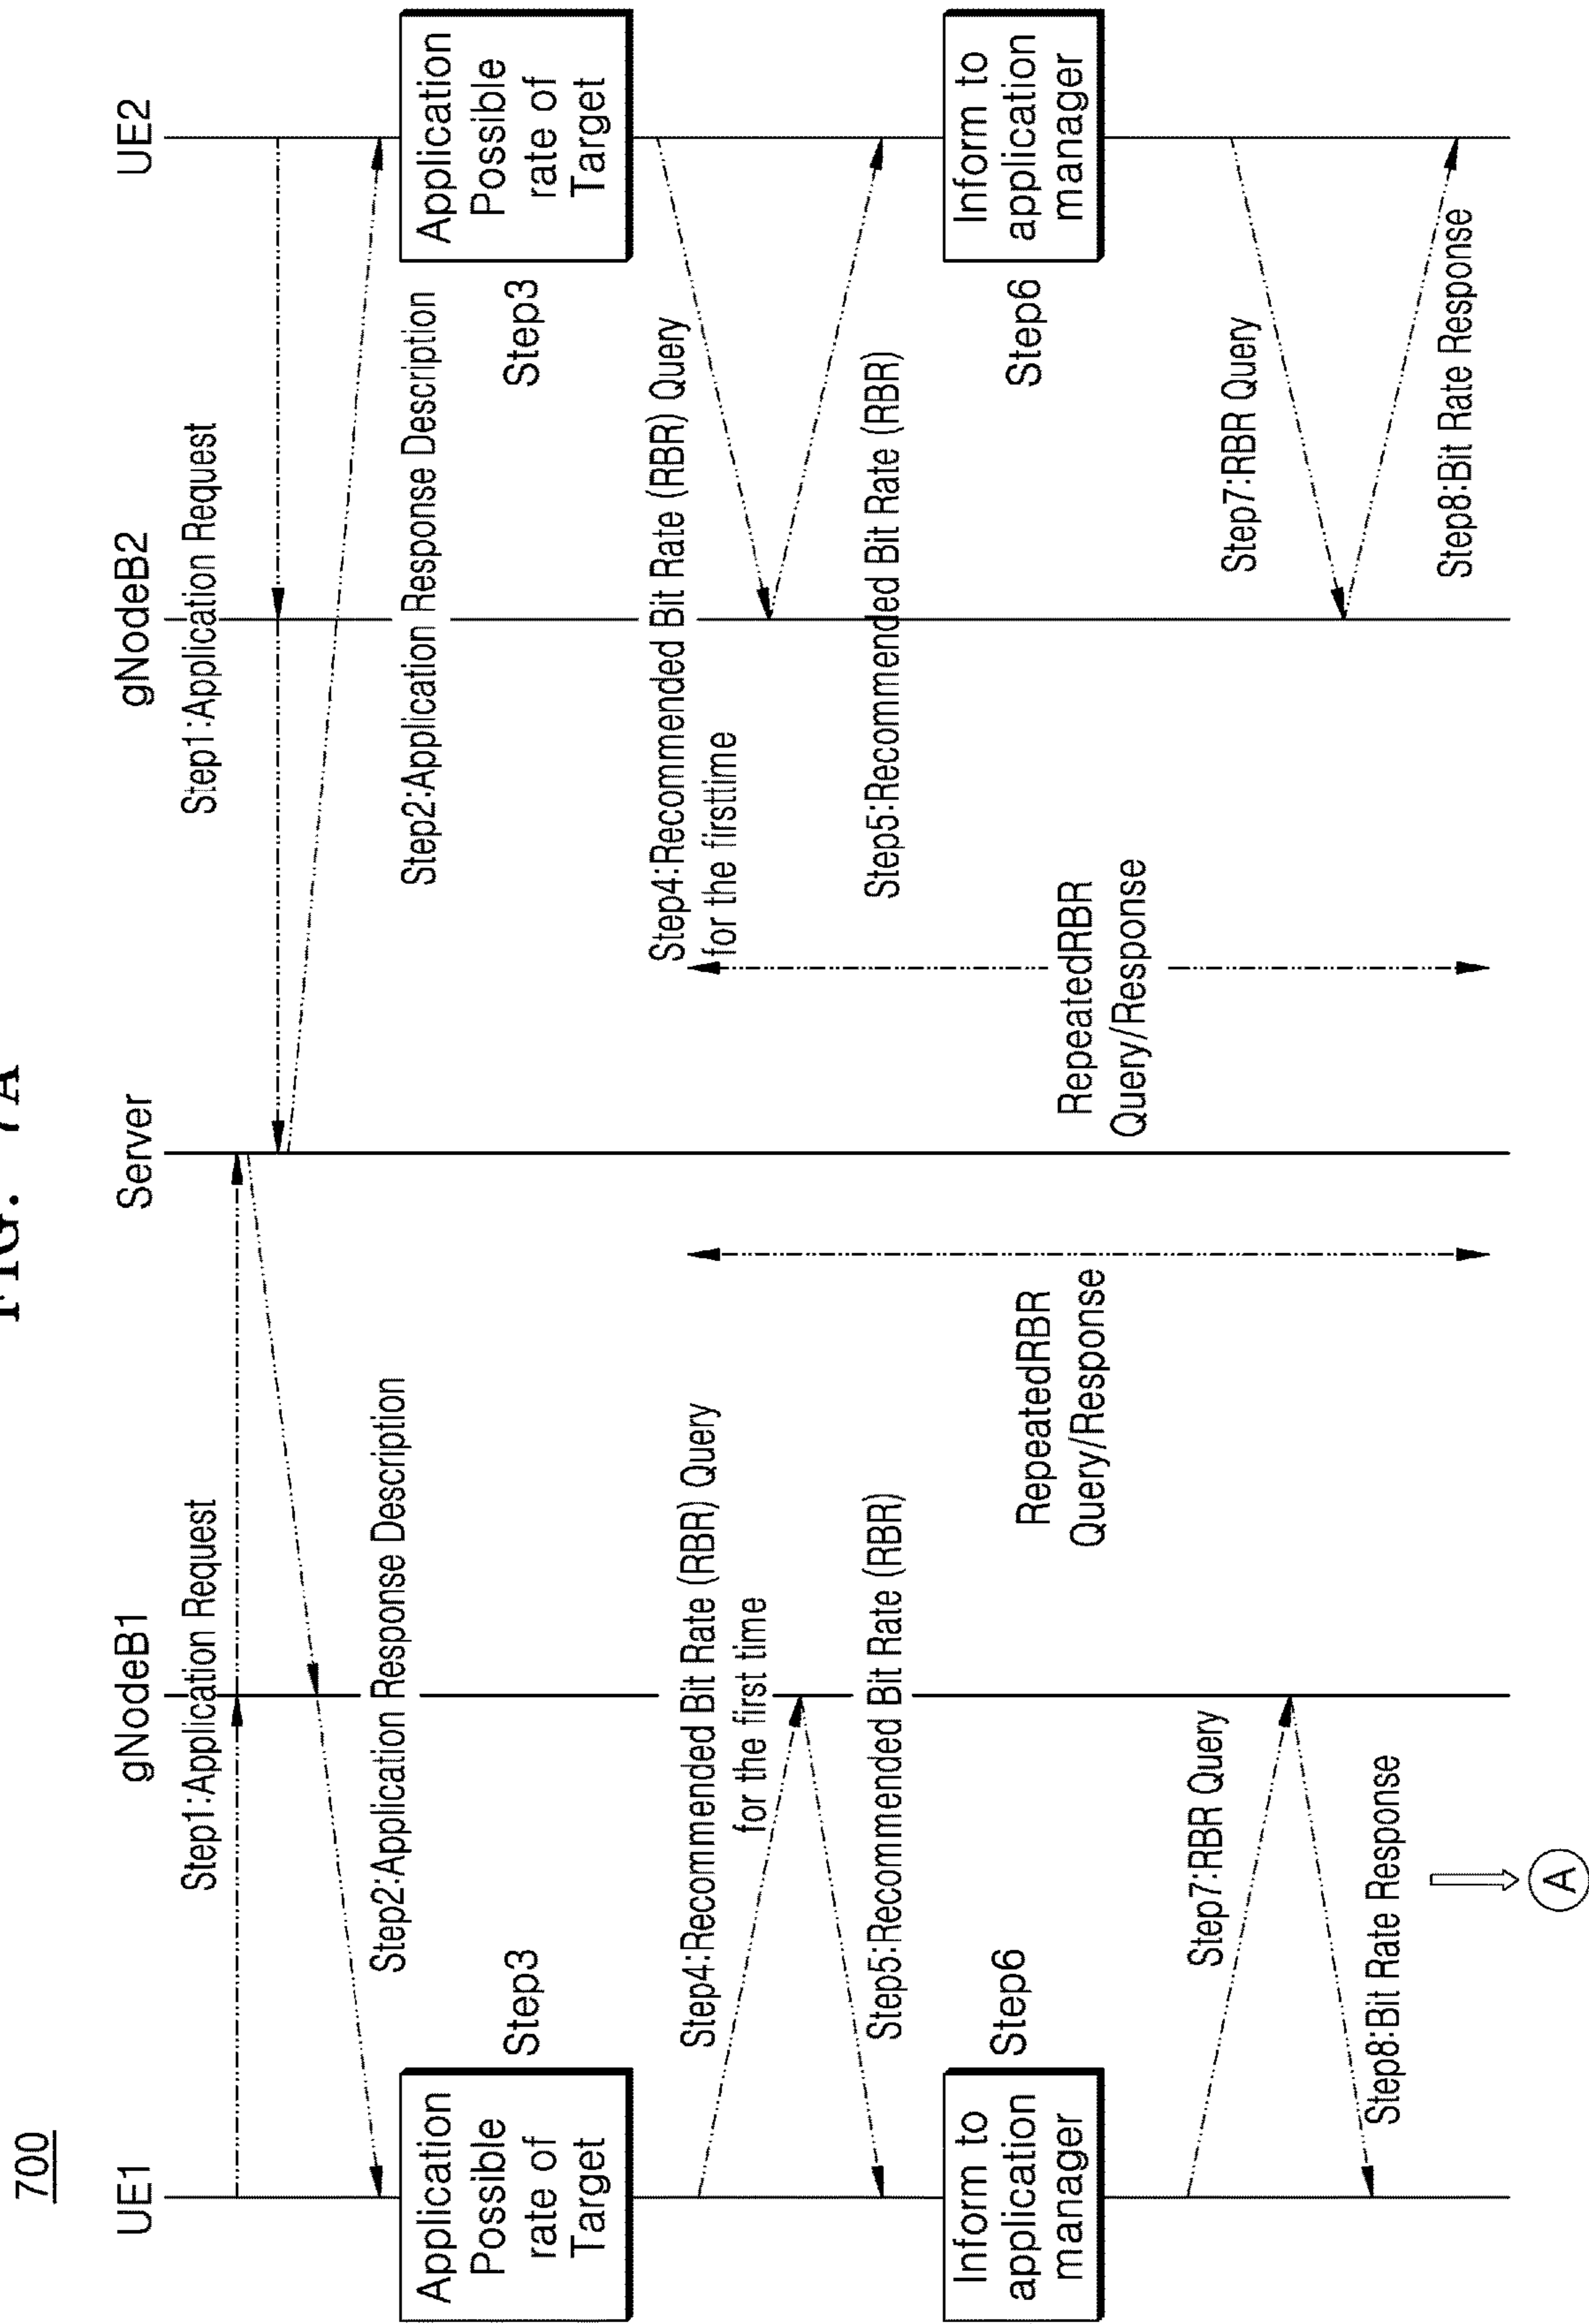 FIG. 7A
700
UE1
gNodeB1
Server
gNodeB2
UE2
Step1:Application Request
Step1:Application Request
Step2:Application Response Description
Step2:Application Response Description
Application
Possible
rate of
Target
Step3
Step3
Application
Possible
rate of
Target
Step4:Recommended Bit Rate (RBR) Query
for the first time
Step4:Recommended Bit Rate (RBR) Query
for the firsttime
Step5:Recommended Bit Rate (RBR)
Step5:Recommended Bit Rate (RBR)
Inform to
application
manager
Step6
RepeatedRBR
Query/Response
RepeatedRBR
Query/Response
Step6
Inform to
application
manager
Step7:RBR Query
Step7:RBR Query
Step8:Bit Rate Response
Step8:Bit Rate Response
A